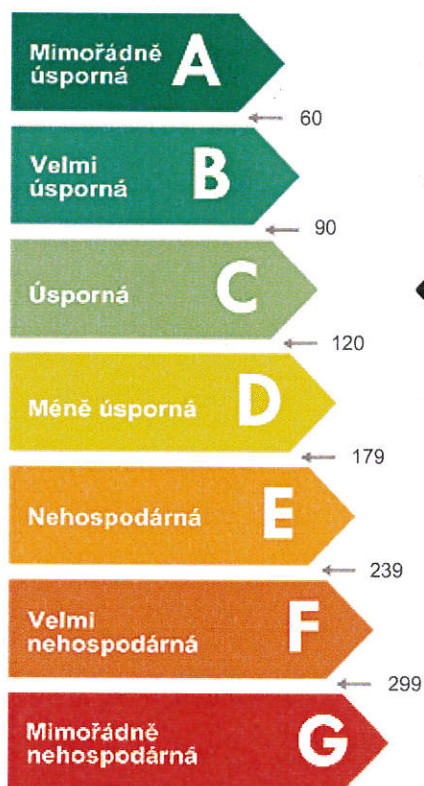 Mimořádně
úsporná
A
60
Velmi
úsporná
B
90
Úsporná
C
120
Méně úsporná
D
179
Nehospodárná
E
239
Velmi
nehospodárná
F
299
Mimořádně
nehospodárná
G